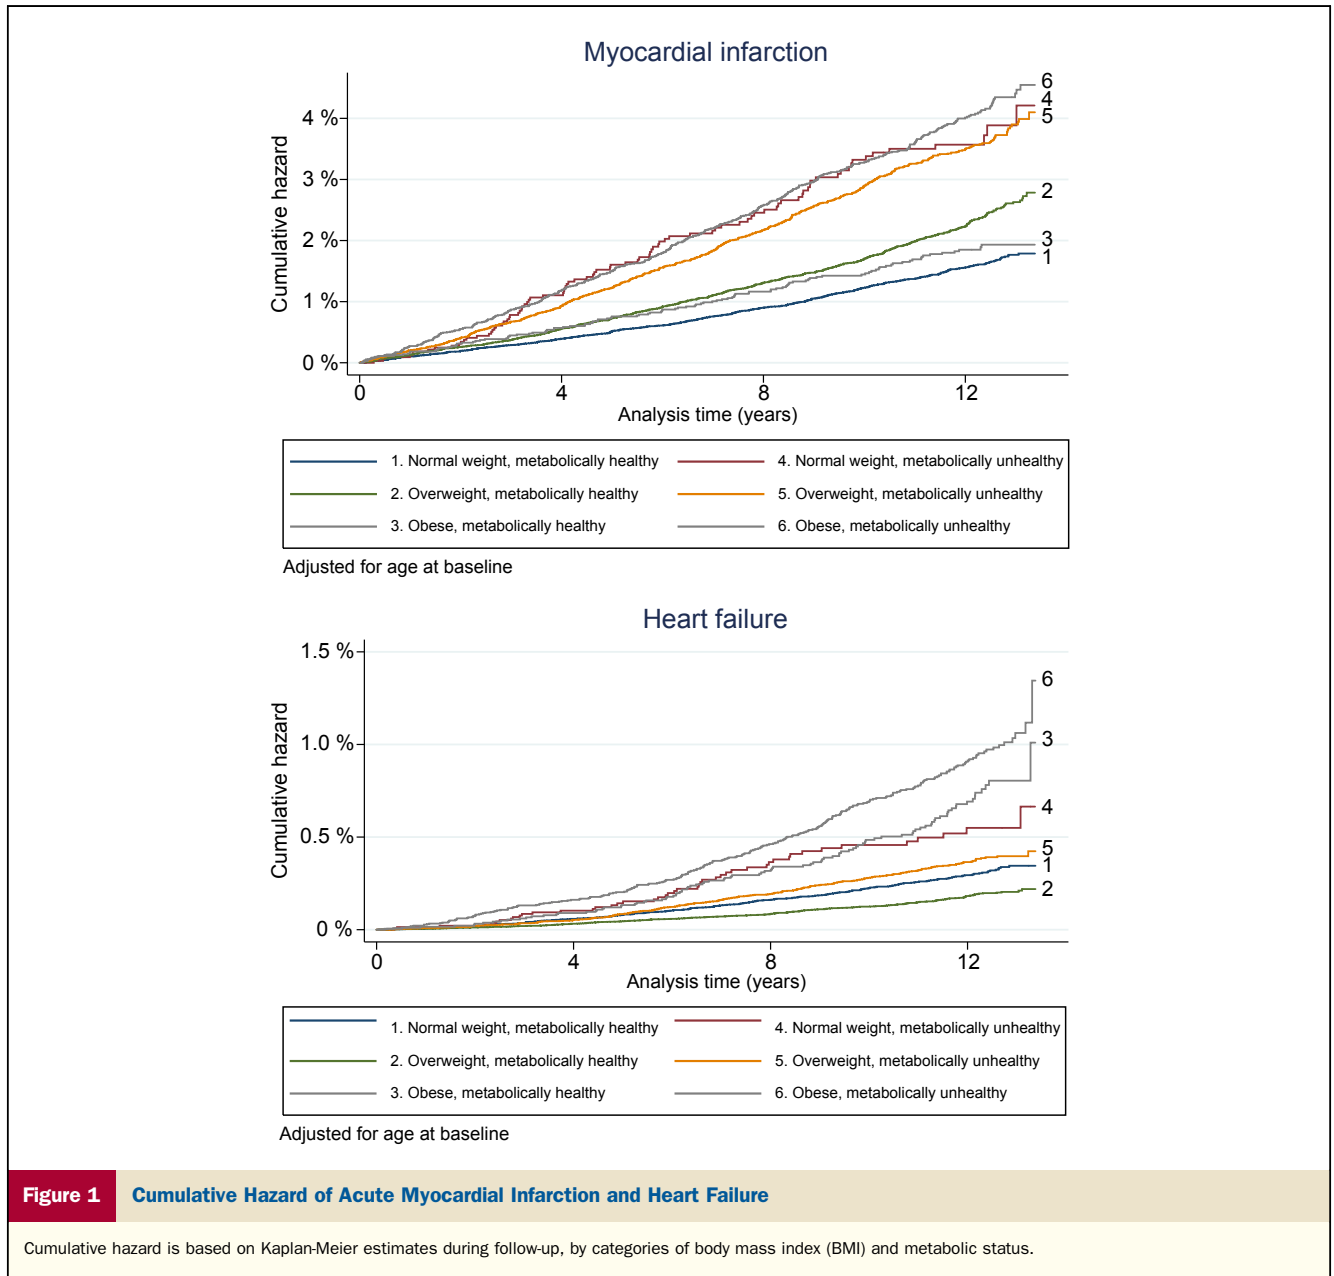 Myocardial infarction
Cumulative hazard
4 %
3 %
2 %
1 %
0 %
6
4
5
2
3
1
0 4 8 12
Analysis time (years)
1. Normal weight, metabolically healthy 4. Normal weight, metabolically unhealthy
2. Overweight, metabolically healthy 5. Overweight, metabolically unhealthy
3. Obese, metabolically healthy 6. Obese, metabolically unhealthy
Adjusted for age at baseline
Heart failure
Cumulative hazard
1.5 %
1.0 %
0.5 %
0 %
6
3
4
5
1
2
0 4 8 12
Analysis time (years)
1. Normal weight, metabolically healthy 4. Normal weight, metabolically unhealthy
2. Overweight, metabolically healthy 5. Overweight, metabolically unhealthy
3. Obese, metabolically healthy 6. Obese, metabolically unhealthy
Adjusted for age at baseline
Figure 1 Cumulative Hazard of Acute Myocardial Infarction and Heart Failure
Cumulative hazard is based on Kaplan-Meier estimates during follow-up, by categories of body mass index (BMI) and metabolic status.